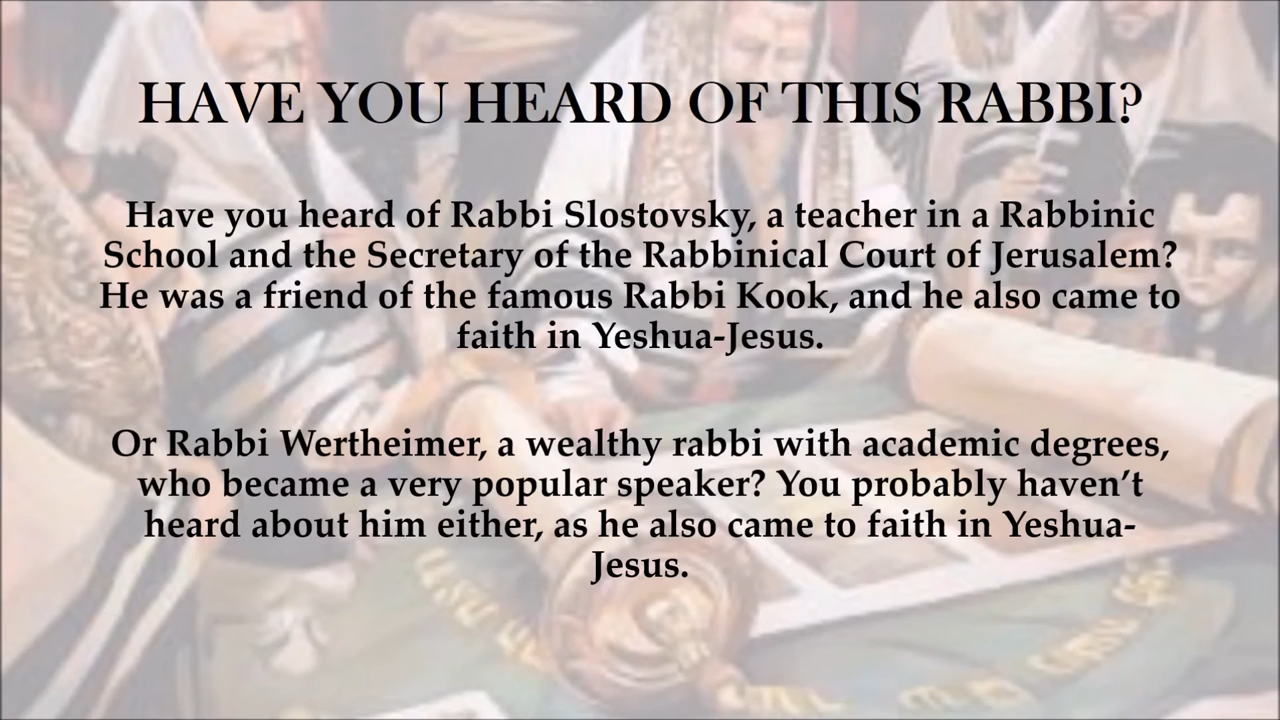 HAVE YOU HEARD OF THIS RABBI?
Have you heard of Rabbi Slostovsky, a teacher in a Rabbinic
School and the Secretary of the Rabbinical Court of Jerusalem?
He was a friend of the famous Rabbi Kook, and he also came to
faith in Yeshua-Jesus.
Or Rabbi Wertheimer, a wealthy rabbi with academic degrees,
who became a very popular speaker? You probably haven’t
heard about him either, as he also came to faith in Yeshua-
Jesus.